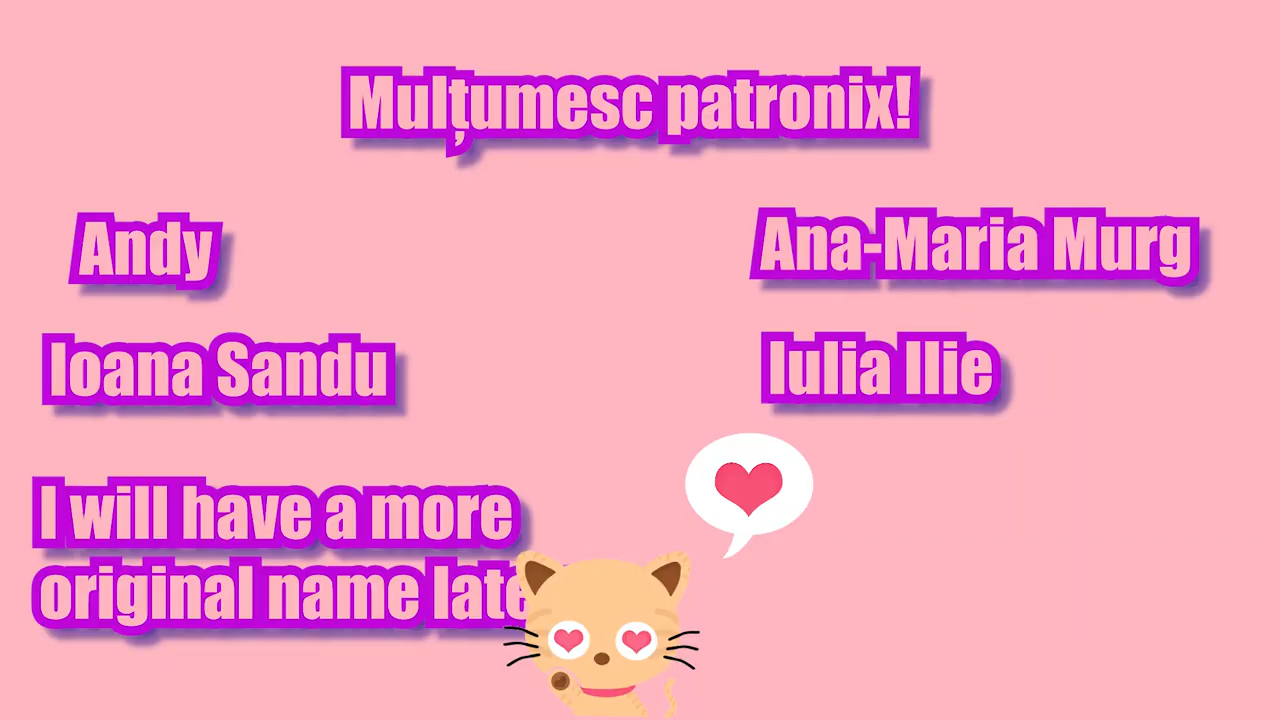 Mulțumesc patronix!
Andy
Ana-Maria Murg
Ioana Sandu
Iulia Ilie
I will have a more
original name